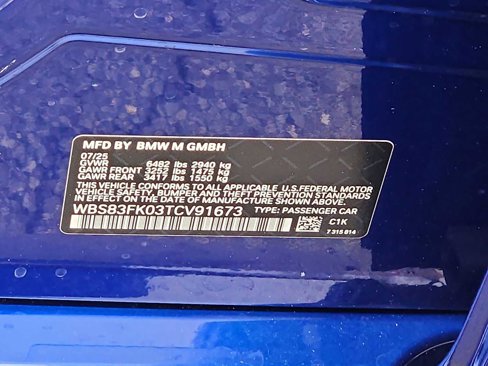 MFD BY BMW M GMBH
07/25
GVWR 6482 lbs 2940 kg
GAWR FRONT 3252 lbs 1475 kg
GAWR REAR 3417 lbs 1550 kg
THIS VEHICLE CONFORMS TO ALL APPLICABLE U.S.FEDERAL MOTOR
VEHICLE SAFETY, BUMPER, AND THEFT PREVENTION STANDARDS
IN EFFECT ON THE DATE OF MANUFACTURE SHOWN ABOVE.
WBS83FK03TCV91673 TYPE: PASSENGER CAR
C1K
7 315 814